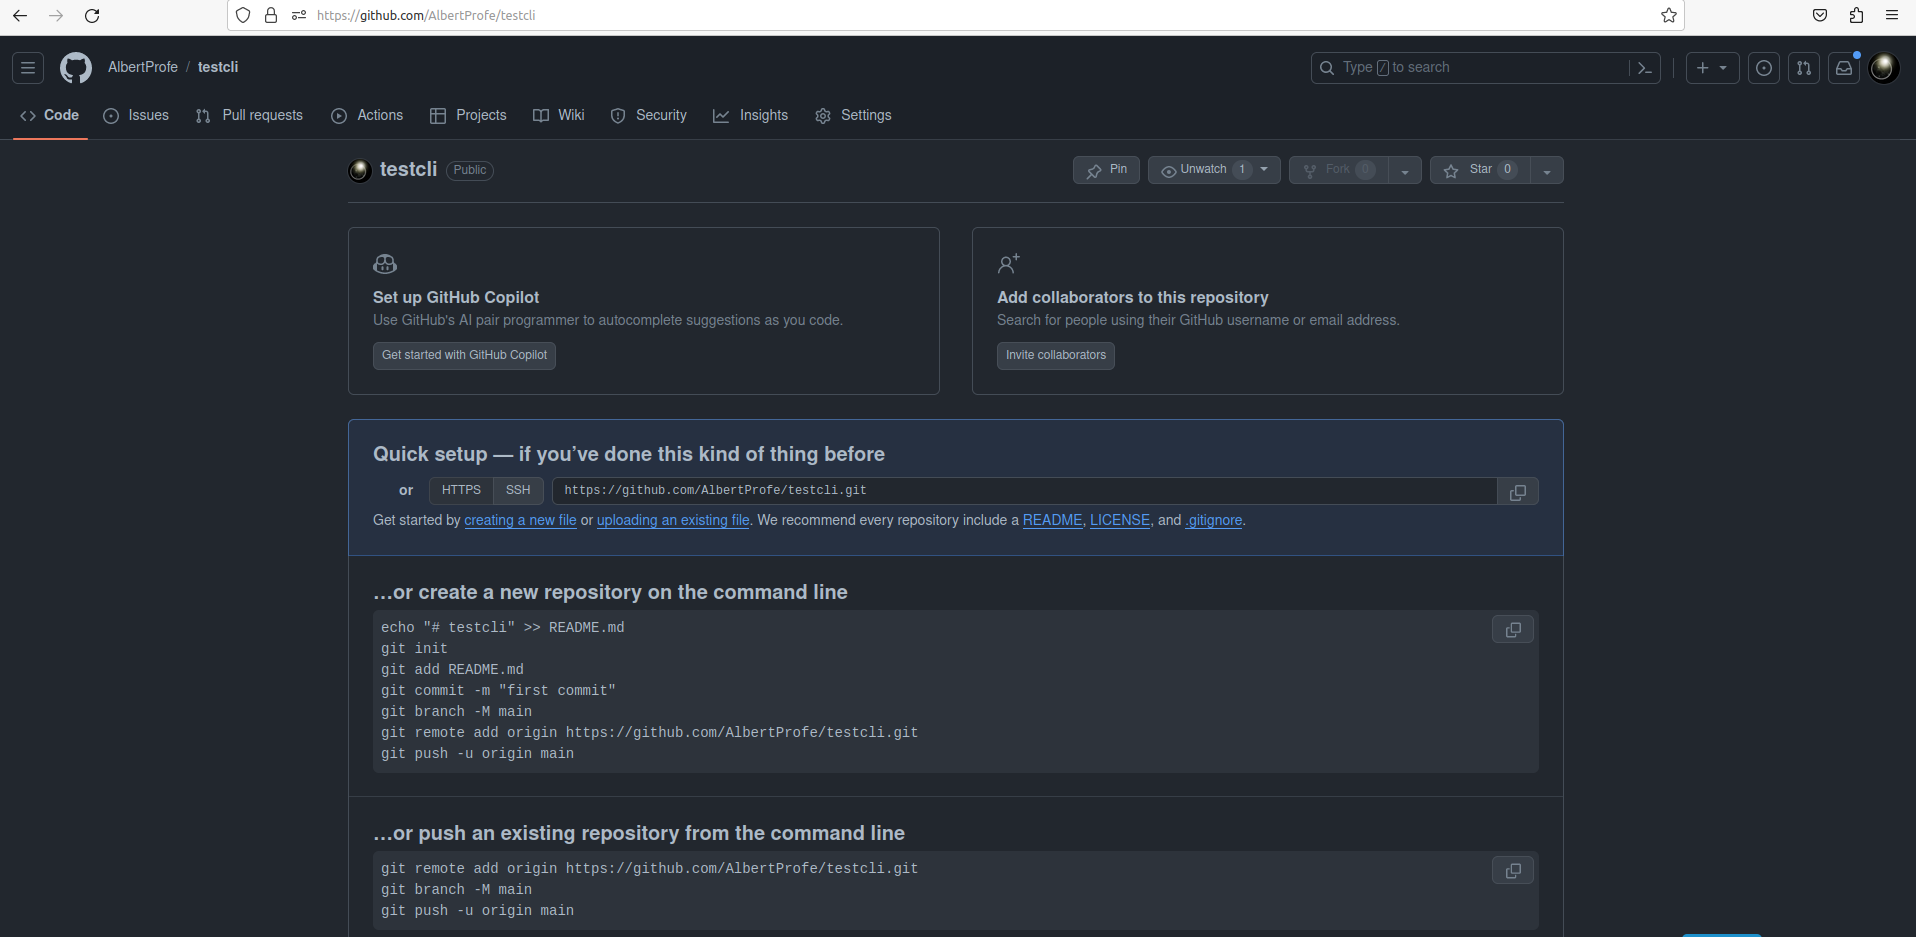 https://github.com/AlbertProfe/testcli
AlbertProfe / testcli
Type / to search
Code Issues Pull requests Actions Projects Wiki Security Insights Settings
testcli Public
Pin Unwatch 1 Fork 0 Star 0
Set up GitHub Copilot
Use GitHub's AI pair programmer to autocomplete suggestions as you code.
Get started with GitHub Copilot
Add collaborators to this repository
Search for people using their GitHub username or email address.
Invite collaborators
Quick setup — if you’ve done this kind of thing before
or HTTPS SSH https://github.com/AlbertProfe/testcli.git
Get started by creating a new file or uploading an existing file. We recommend every repository include a README, LICENSE, and .gitignore.
…or create a new repository on the command line
echo "# testcli" >> README.md
git init
git add README.md
git commit -m "first commit"
git branch -M main
git remote add origin https://github.com/AlbertProfe/testcli.git
git push -u origin main
…or push an existing repository from the command line
git remote add origin https://github.com/AlbertProfe/testcli.git
git branch -M main
git push -u origin main